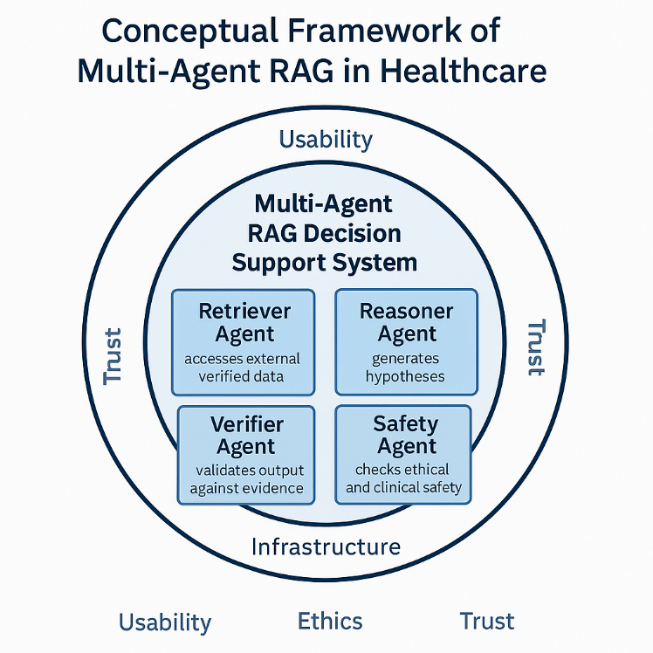 Conceptual Framework of
Multi-Agent RAG in Healthcare
Usability
Multi-Agent
RAG Decision
Support System
Trust
Retriever
Agent
accesses external
verified data
Reasoner
Agent
generates
hypotheses
Trust
Verifier
Agent
validates output
against evidence
Safety
Agent
checks ethical
and clinical safety
Infrastructure
Usability
Ethics
Trust